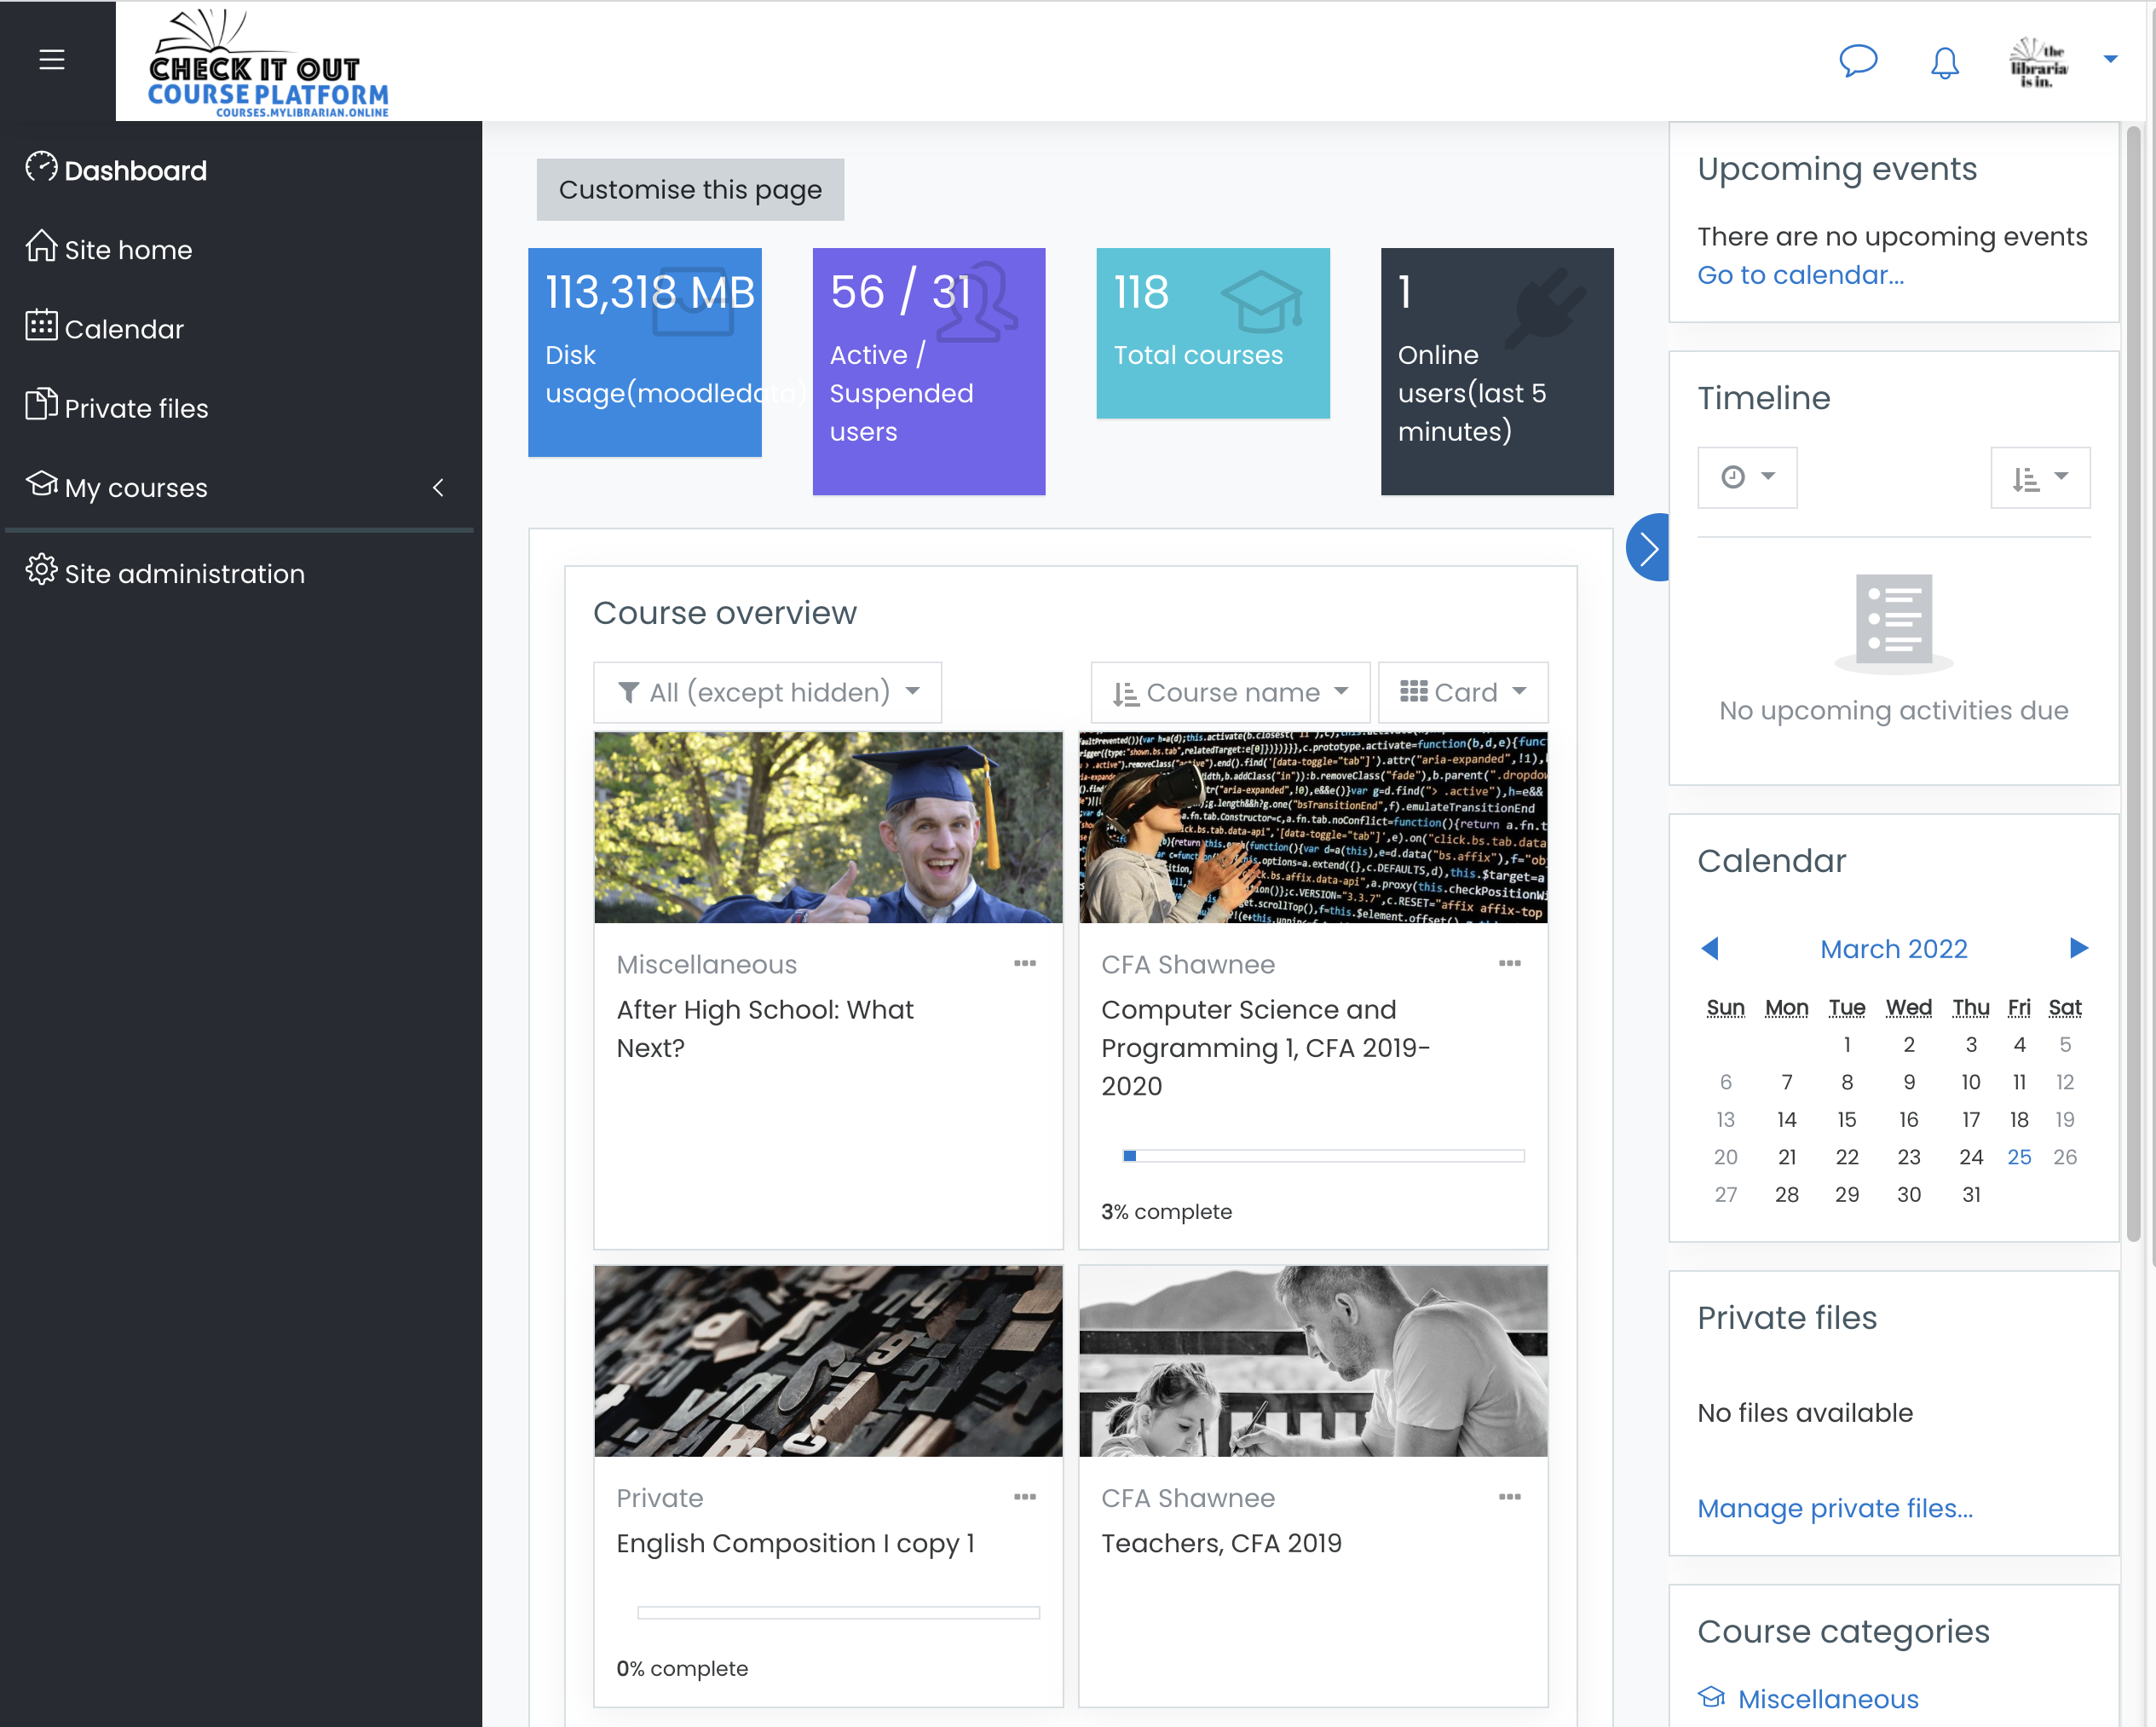 CHECK IT OUT
COURSE PLATFORM
COURSES.MYLIBRARIAN.ONLINE
the
is in.
Dashboard
Site home
Calendar
Private files
My courses
Site administration
Customise this page
113,318 MB
Disk
usage(moodledata)
56 / 31
Active /
Suspended
users
118
Total courses
1
Online
users(last 5
minutes)
Course overview
All (except hidden)
Course name
Card
Miscellaneous
After High School: What
Next?
CFA Shawnee
Computer Science and
Programming 1, CFA 2019-
2020
3% complete
Private
English Composition I copy 1
0% complete
CFA Shawnee
Teachers, CFA 2019
Upcoming events
There are no upcoming events
Go to calendar...
Timeline
No upcoming activities due
Calendar
March 2022
Sun Mon Tue Wed Thu Fri Sat
1 2 3 4 5
6 7 8 9 10 11 12
13 14 15 16 17 18 19
20 21 22 23 24 25 26
27 28 29 30 31
Private files
No files available
Manage private files...
Course categories
Miscellaneous